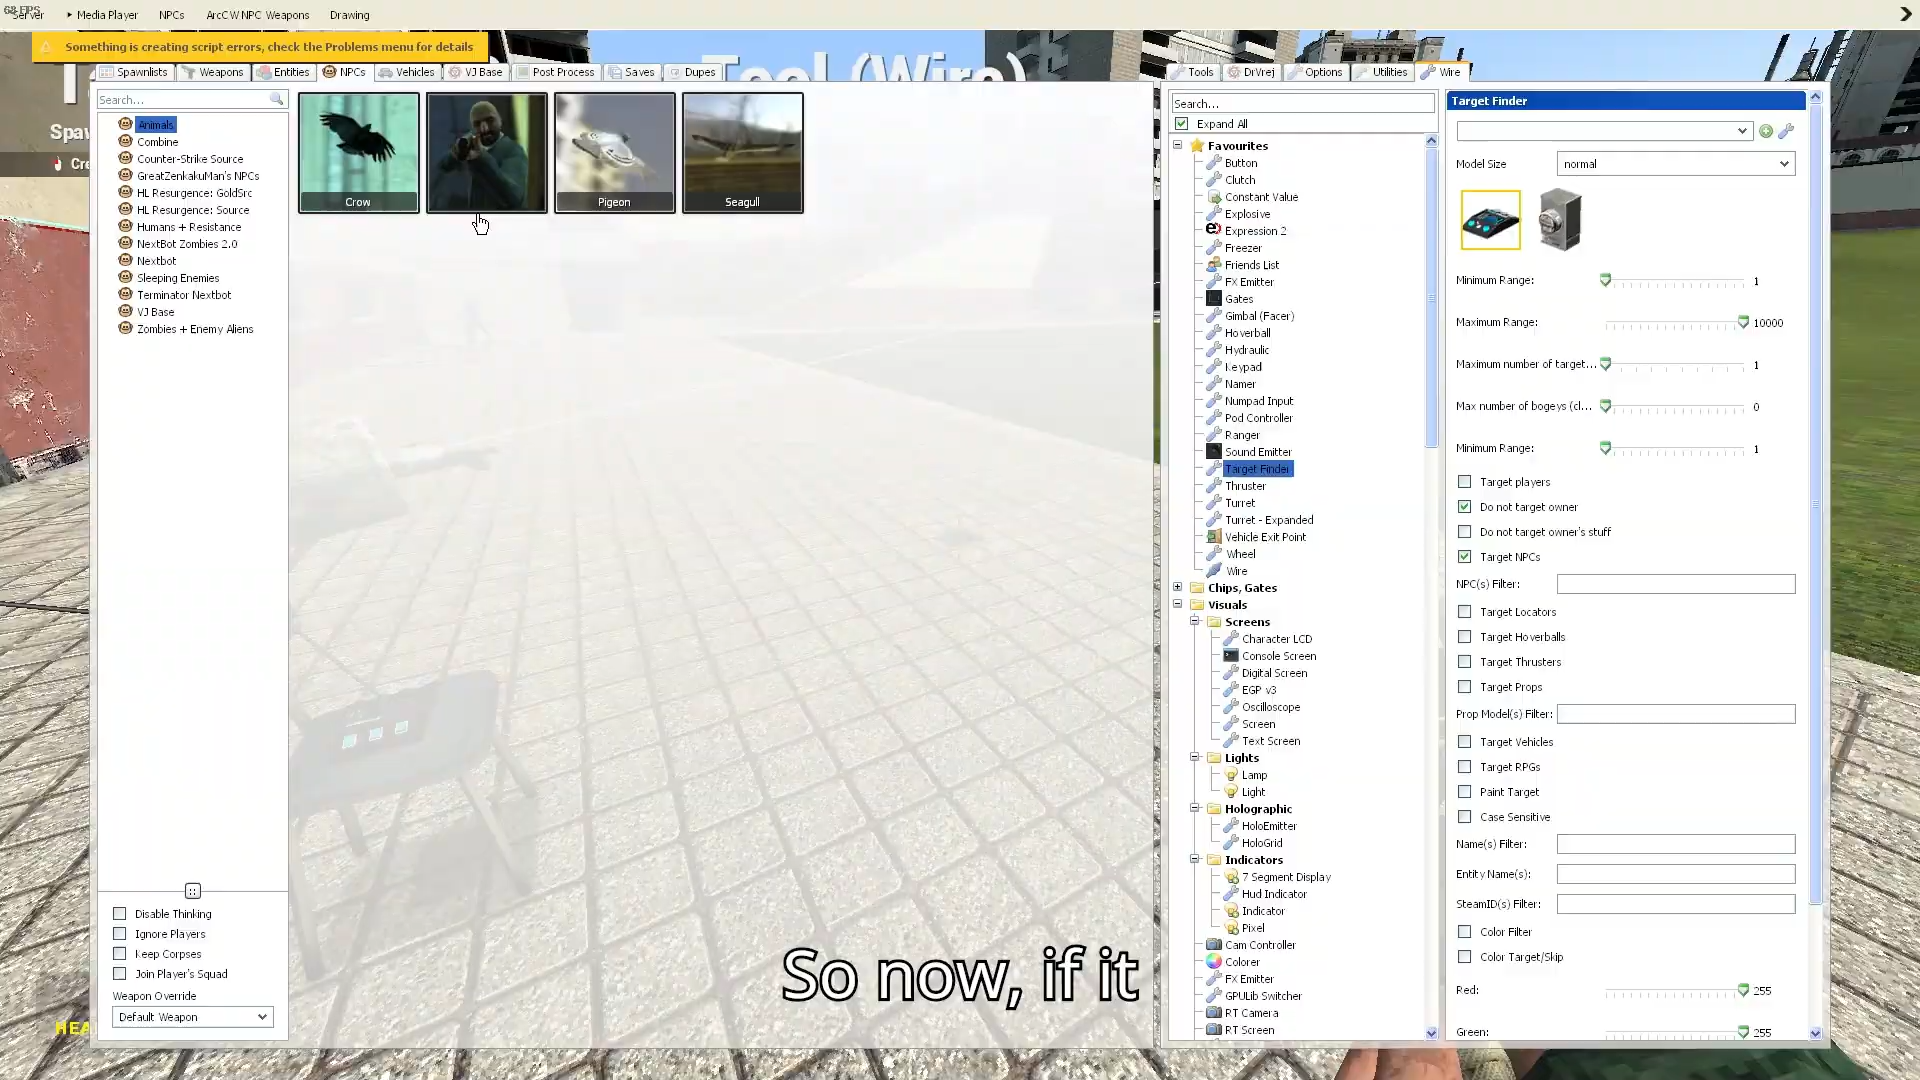 68 FPS
Server
Media Player
NPCs
ArcCW NPC Weapons
Drawing
Something is creating script errors, check the Problems menu for details
Tool (Wire)
Spawnlists
Weapons
Entities
NPCs
Vehicles
VJ Base
Post Process
Saves
Dupes
Search...
Animals
Combine
Counter-Strike Source
GreatZenkakuMan's NPCs
HL Resurgence: GoldSrc
HL Resurgence: Source
Humans + Resistance
NextBot Zombies 2.0
Nextbot
Sleeping Enemies
Terminator Nextbot
VJ Base
Zombies + Enemy Aliens
Crow
Pigeon
Seagull
Disable Thinking
Ignore Players
Keep Corpses
Join Player's Squad
Weapon Override
Default Weapon
Tools
DrVrej
Options
Utilities
Wire
Search...
Expand All
Favourites
Button
Clutch
Constant Value
Explosive
Expression 2
Freezer
Friends List
FX Emitter
Gates
Gimbal (Facer)
Hoverball
Hydraulic
Keypad
Namer
Numpad Input
Pod Controller
Ranger
Sound Emitter
Target Finder
Thruster
Turret
Turret - Expanded
Vehicle Exit Point
Wheel
Wire
Chips, Gates
Visuals
Screens
Character LCD
Console Screen
Digital Screen
EGP v3
Oscilloscope
Screen
Text Screen
Lights
Lamp
Light
Holographic
HoloEmitter
HoloGrid
Indicators
7 Segment Display
Hud Indicator
Indicator
Pixel
Cam Controller
Colorer
FX Emitter
GPULib Switcher
RT Camera
RT Screen
Target Finder
Model Size
normal
Minimum Range: 1
Maximum Range: 10000
Maximum number of target... 1
Max number of bogeys (cl... 0
Minimum Range: 1
Target players
Do not target owner
Do not target owner's stuff
Target NPCs
NPC(s) Filter:
Target Locators
Target Hoverballs
Target Thrusters
Target Props
Prop Model(s) Filter:
Target Vehicles
Target RPGs
Paint Target
Case Sensitive
Name(s) Filter:
Entity Name(s):
SteamID(s) Filter:
Color Filter
Color Target/Skip
Red: 255
Green: 255
So now, if it